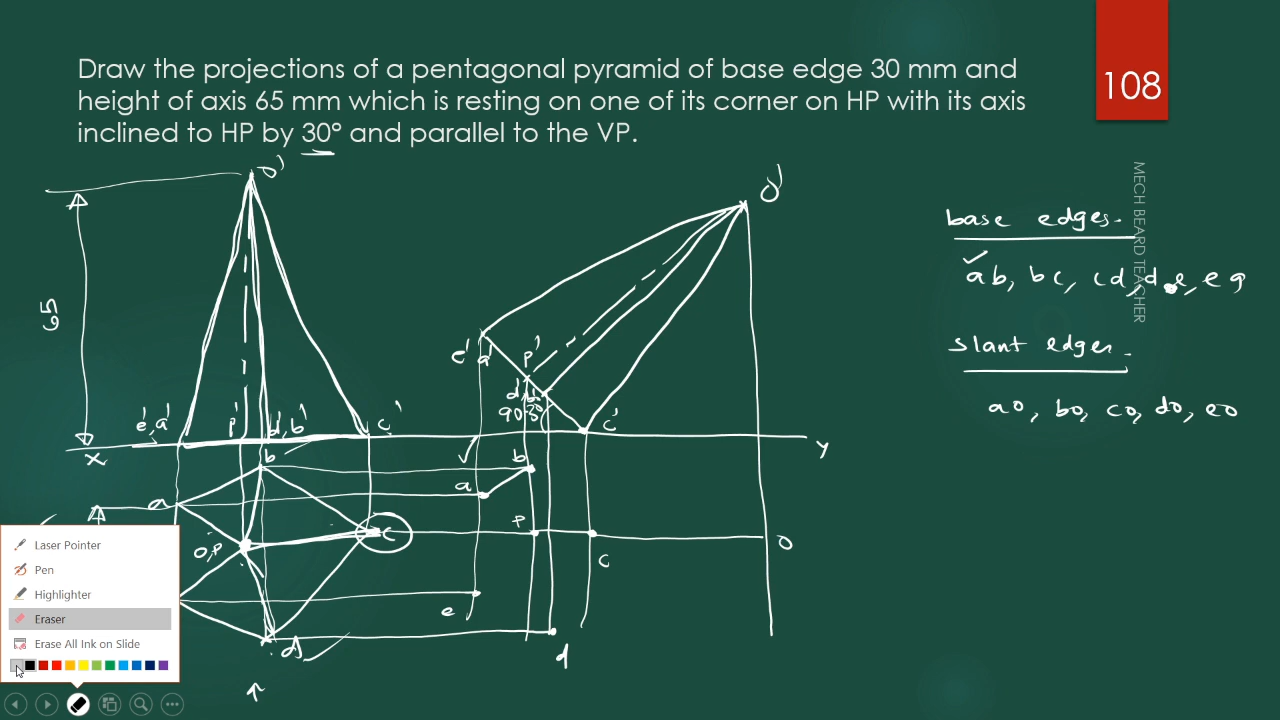 Draw the projections of a pentagonal pyramid of base edge 30 mm and
height of axis 65 mm which is resting on one of its corner on HP with its axis
inclined to HP by 30° and parallel to the VP.
108
MECH BEARD TEACHER
o'
o'
65
base edges.
ab, bc, cd, de, ea
slant edges.
ao, bo, co, do, eo
e' a'
p'
d', b'
90-30
c'
e', a'
p'
d', b'
c'
x
y
b
b
a
a
o, p
c
p
o
c
e
d
d
Laser Pointer
Pen
Highlighter
Eraser
Erase All Ink on Slide